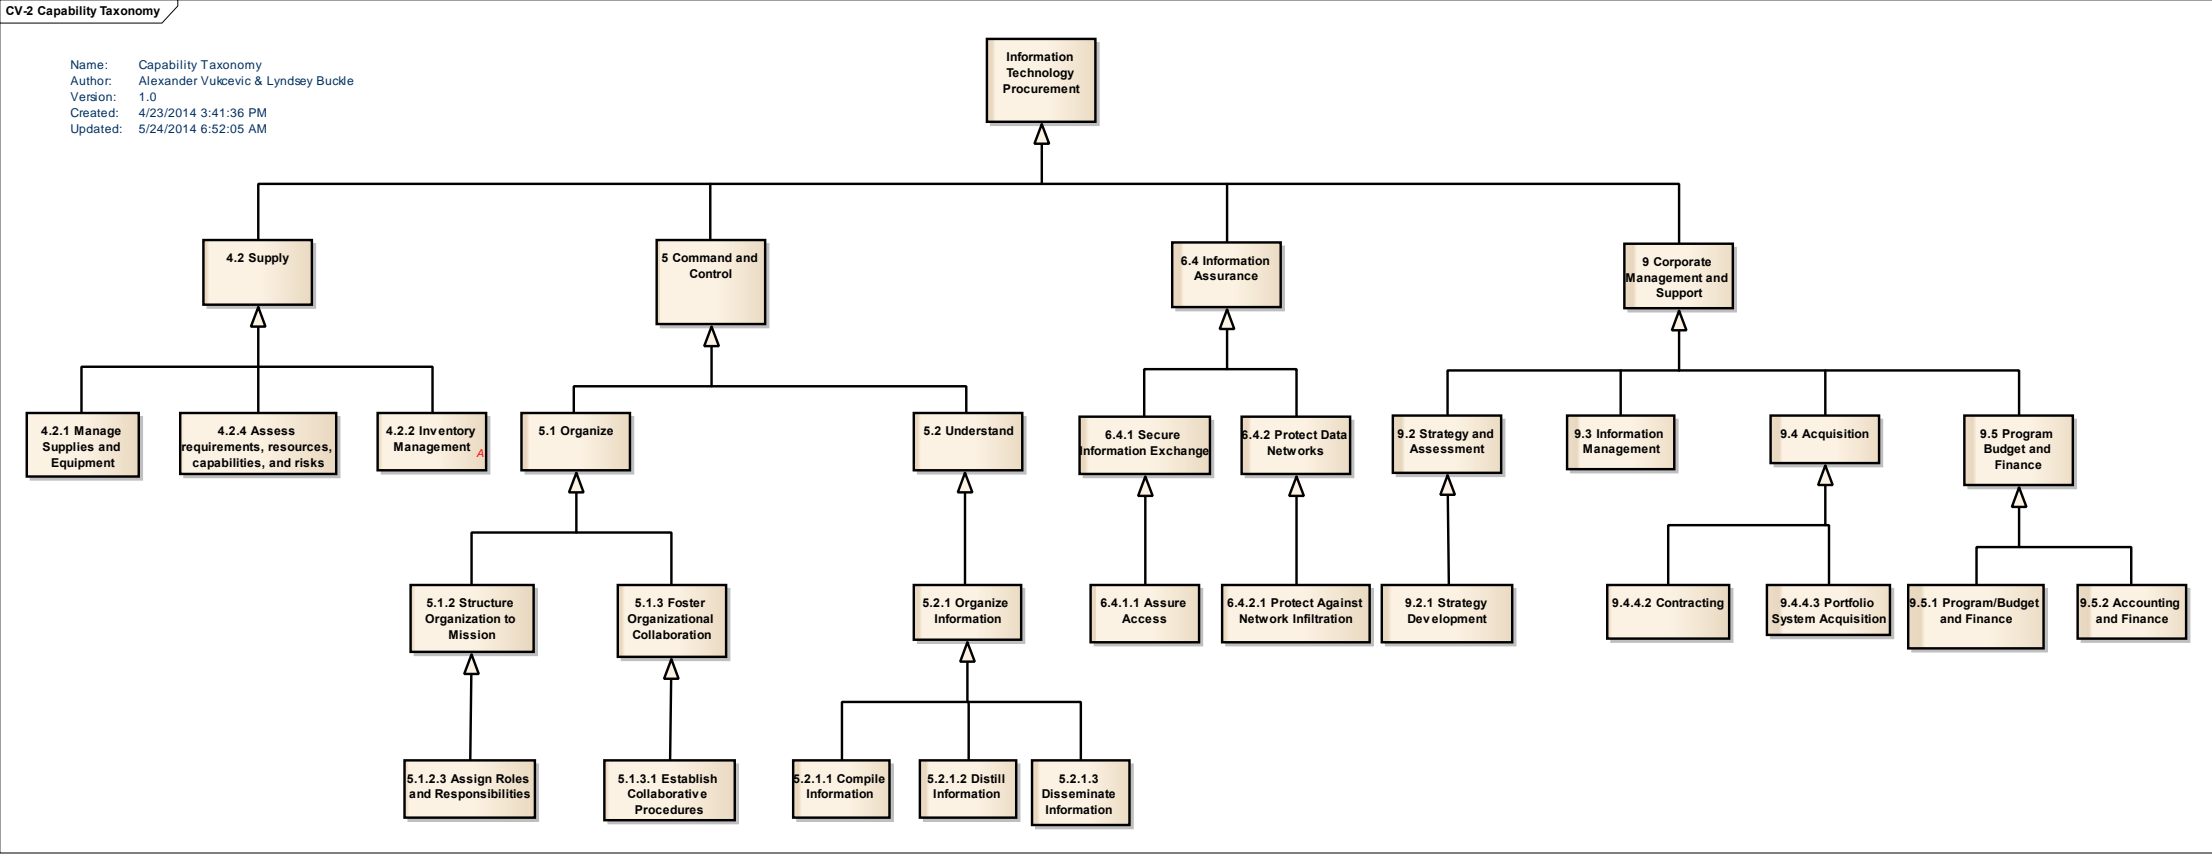 CV-2 Capability Taxonomy
Name: Capability Taxonomy
Author: Alexander Vukcevic & Lyndsey Buckle
Version: 1.0
Created: 4/23/2014 3:41:36 PM
Updated: 5/24/2014 6:52:05 AM
Information
Technology
Procurement
4.2 Supply
5 Command and
Control
6.4 Information
Assurance
9 Corporate
Management and
Support
4.2.1 Manage
Supplies and
Equipment
4.2.4 Assess
requirements, resources,
capabilities, and risks
4.2.2 Inventory
Management
A
5.1 Organize
5.2 Understand
6.4.1 Secure
Information Exchange
6.4.2 Protect Data
Networks
9.2 Strategy and
Assessment
9.3 Information
Management
9.4 Acquisition
9.5 Program
Budget and
Finance
5.1.2 Structure
Organization to
Mission
5.1.3 Foster
Organizational
Collaboration
5.2.1 Organize
Information
6.4.1.1 Assure
Access
6.4.2.1 Protect Against
Network Infiltration
9.2.1 Strategy
Development
9.4.4.2 Contracting
9.4.4.3 Portfolio
System Acquisition
9.5.1 Program/Budget
and Finance
9.5.2 Accounting
and Finance
5.1.2.3 Assign Roles
and Responsibilities
5.1.3.1 Establish
Collaborative
Procedures
5.2.1.1 Compile
Information
5.2.1.2 Distill
Information
5.2.1.3
Disseminate
Information